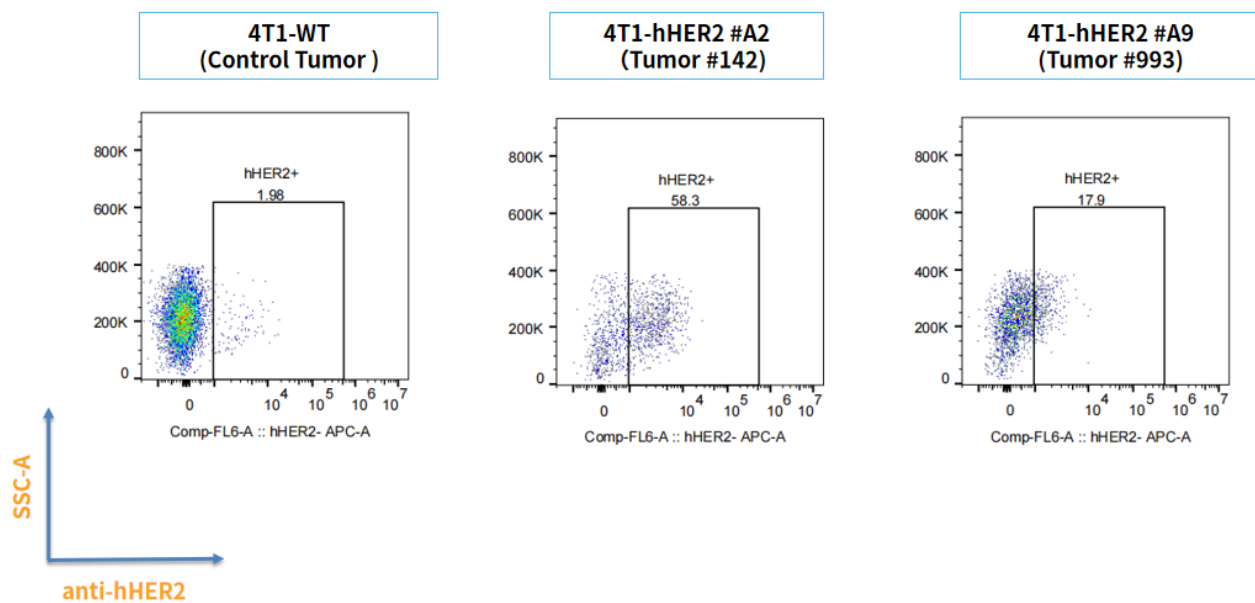 4T1-WT
(Control Tumor )
4T1-hHER2 #A2
(Tumor #142)
4T1-hHER2 #A9
(Tumor #993)
800K
600K
400K
200K
0
hHER2+
1.98
0 10^4 10^5 10^6 10^7
Comp-FL6-A :: hHER2- APC-A
800K
600K
400K
200K
0
hHER2+
58.3
0 10^4 10^5 10^6 10^7
Comp-FL6-A :: hHER2- APC-A
800K
600K
400K
200K
0
hHER2+
17.9
0 10^4 10^5 10^6 10^7
Comp-FL6-A :: hHER2- APC-A
SSC-A
anti-hHER2